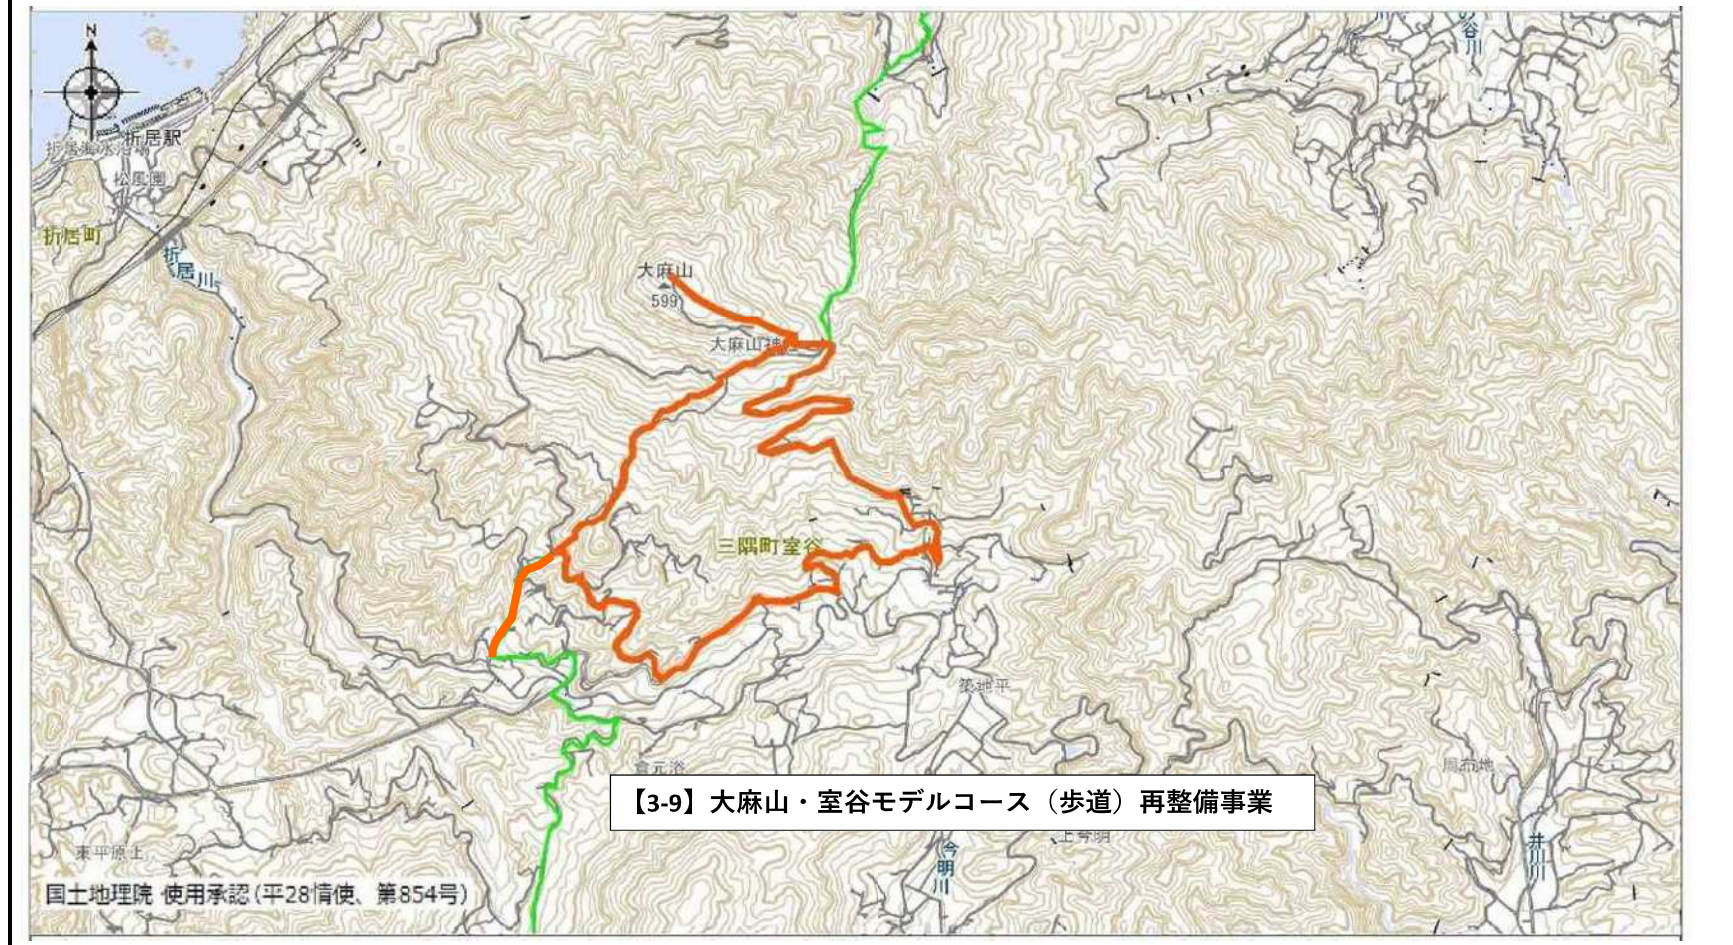 の谷川
N
折居駅
折居海水浴場
松風園
折居町
折居川
大麻山
599
大麻山神
三隅町室谷
築地平
倉元浴
周布地
【3-9】大麻山・室谷モデルコース（歩道）再整備事業
上今明
今明川
井川
東平原上
国土地理院 使用承認(平28情使、第854号)